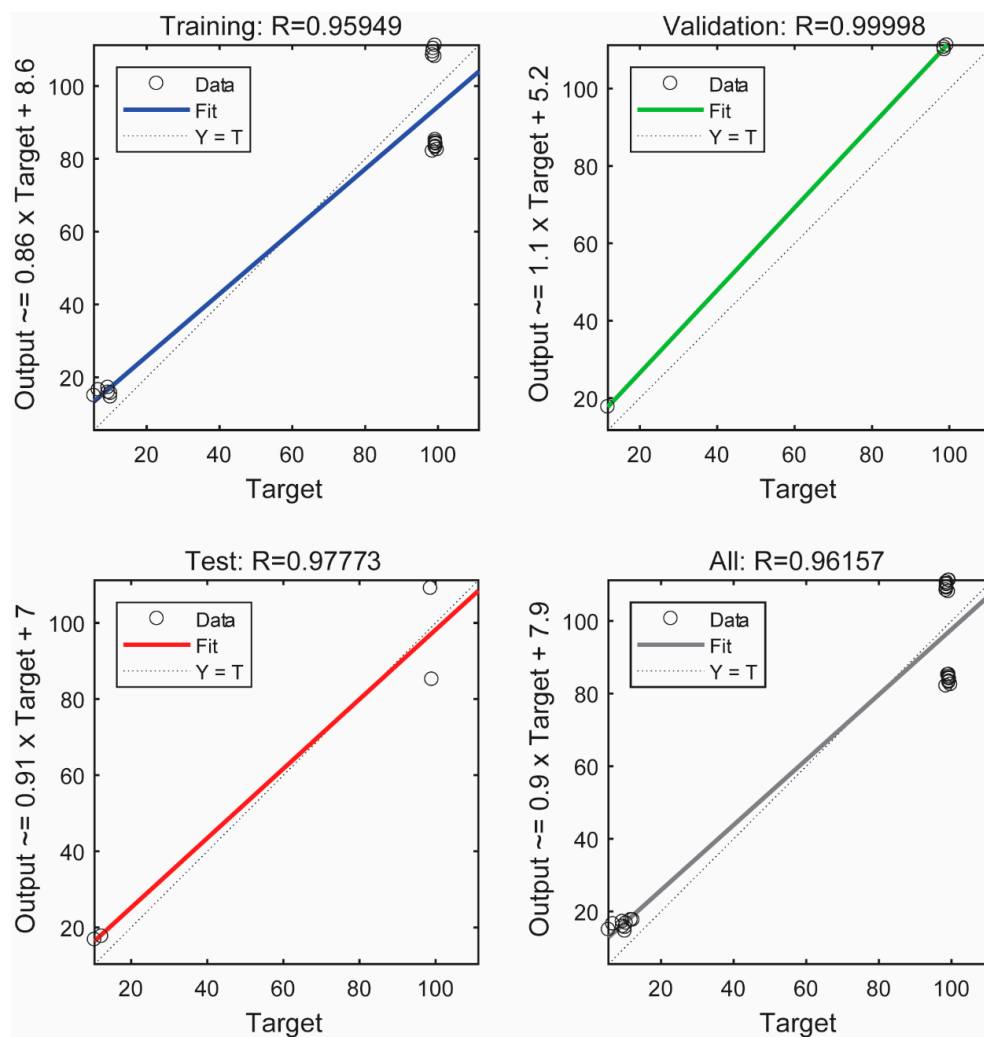 Training: R=0.95949
Output ~= 0.86 x Target + 8.6
100
80
60
40
20
Data
Fit
Y = T
20
40
60
80
100
Target
Validation: R=0.99998
Output ~= 1.1 x Target + 5.2
100
80
60
40
20
Data
Fit
Y = T
20
40
60
80
100
Target
Test: R=0.97773
Output ~= 0.91 x Target + 7
100
80
60
40
20
Data
Fit
Y = T
20
40
60
80
100
Target
All: R=0.96157
Output ~= 0.9 x Target + 7.9
100
80
60
40
20
Data
Fit
Y = T
20
40
60
80
100
Target